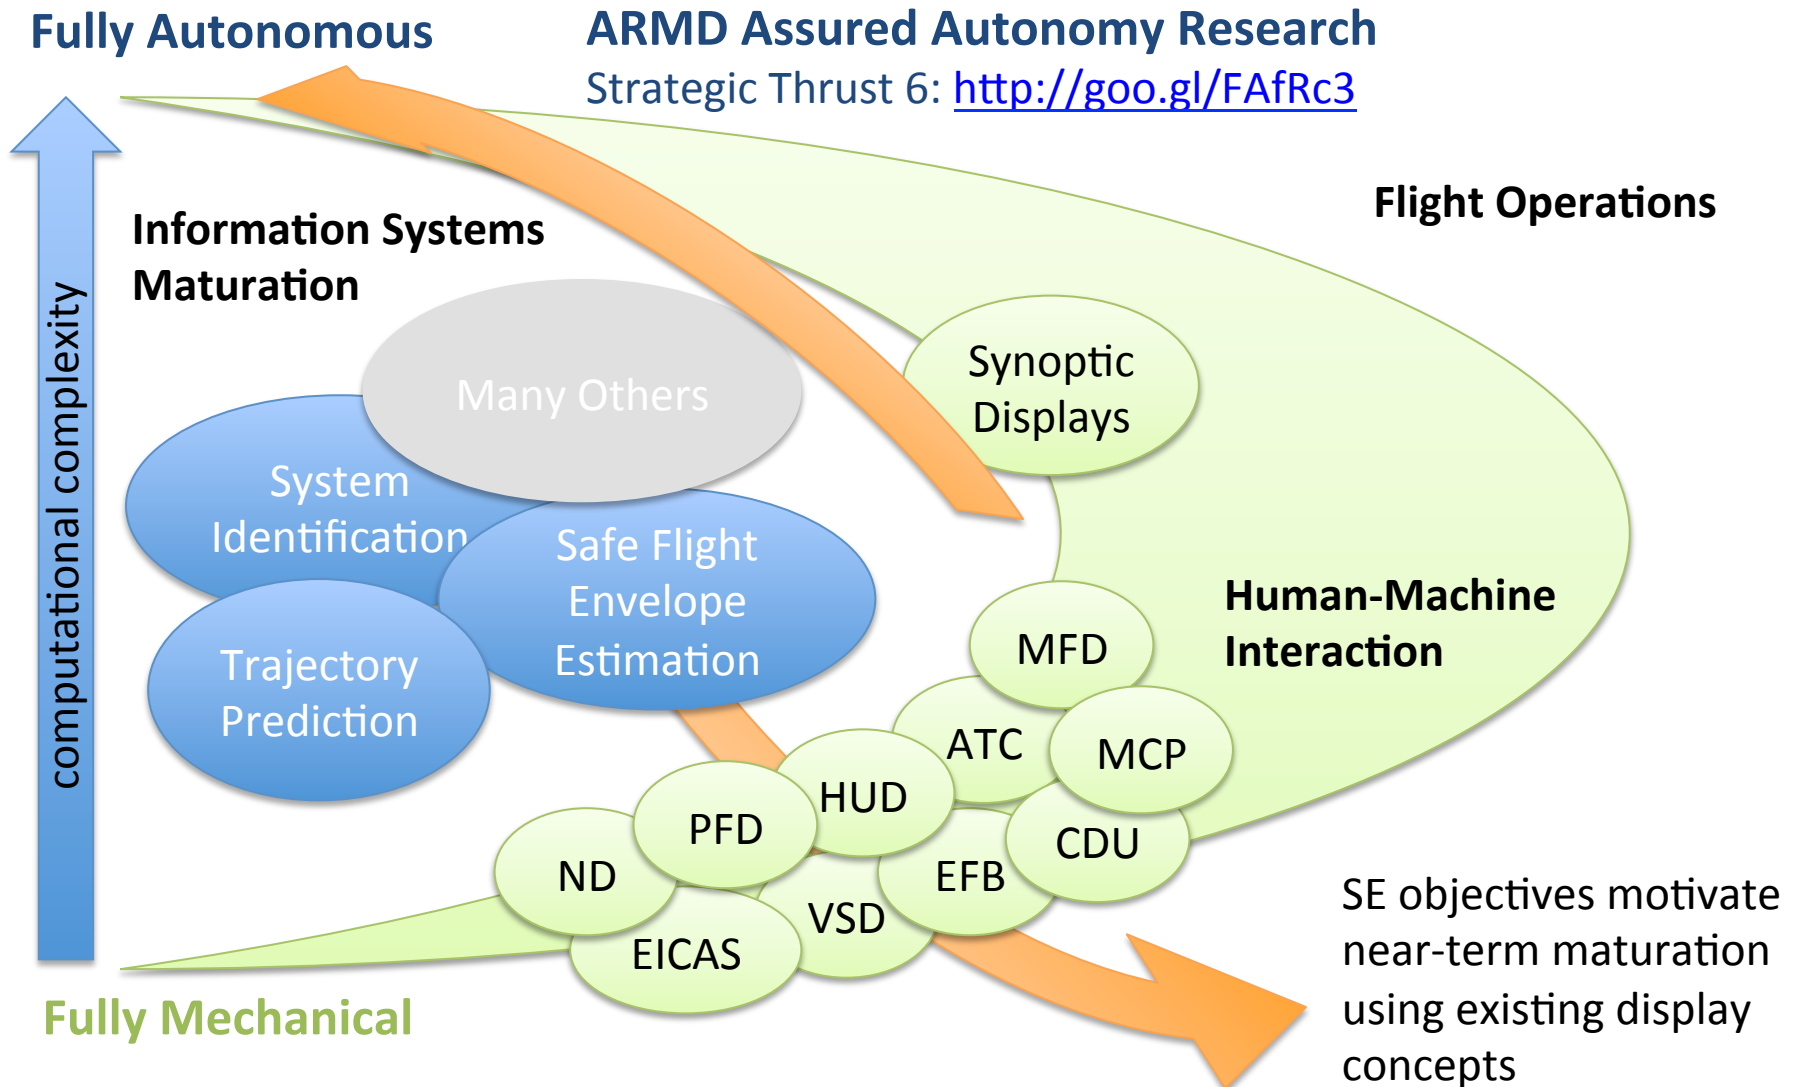 Fully Autonomous
ARMD Assured Autonomy Research
Strategic Thrust 6: http://goo.gl/FAfRc3
Flight Operations
Information Systems
Maturation
computational complexity
Many Others
Synoptic
Displays
System
Identification
Safe Flight
Envelope
Estimation
Trajectory
Prediction
Human-Machine
Interaction
MFD
ATC
MCP
HUD
PFD
CDU
ND
EFB
VSD
EICAS
SE objectives motivate
near-term maturation
using existing display
concepts
Fully Mechanical